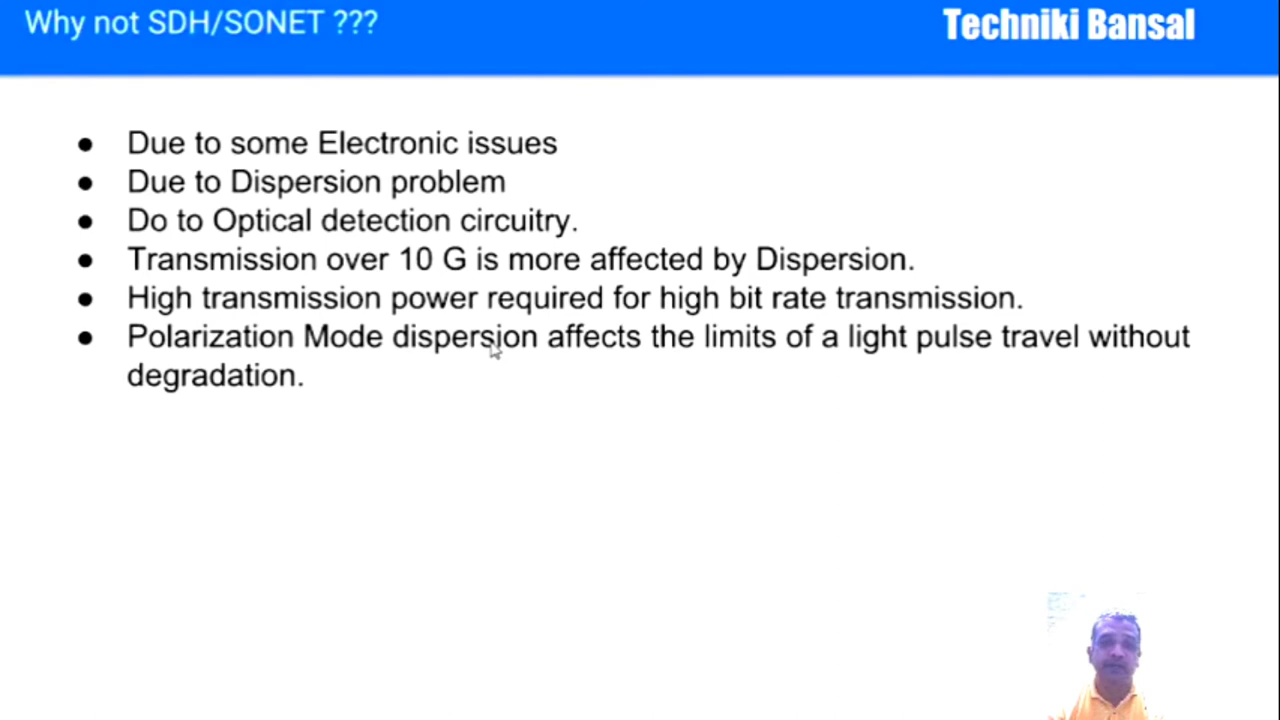 Why not SDH/SONET ???
Techniki Bansal
● Due to some Electronic issues
● Due to Dispersion problem
● Do to Optical detection circuitry.
● Transmission over 10 G is more affected by Dispersion.
● High transmission power required for high bit rate transmission.
● Polarization Mode dispersion affects the limits of a light pulse travel without
degradation.